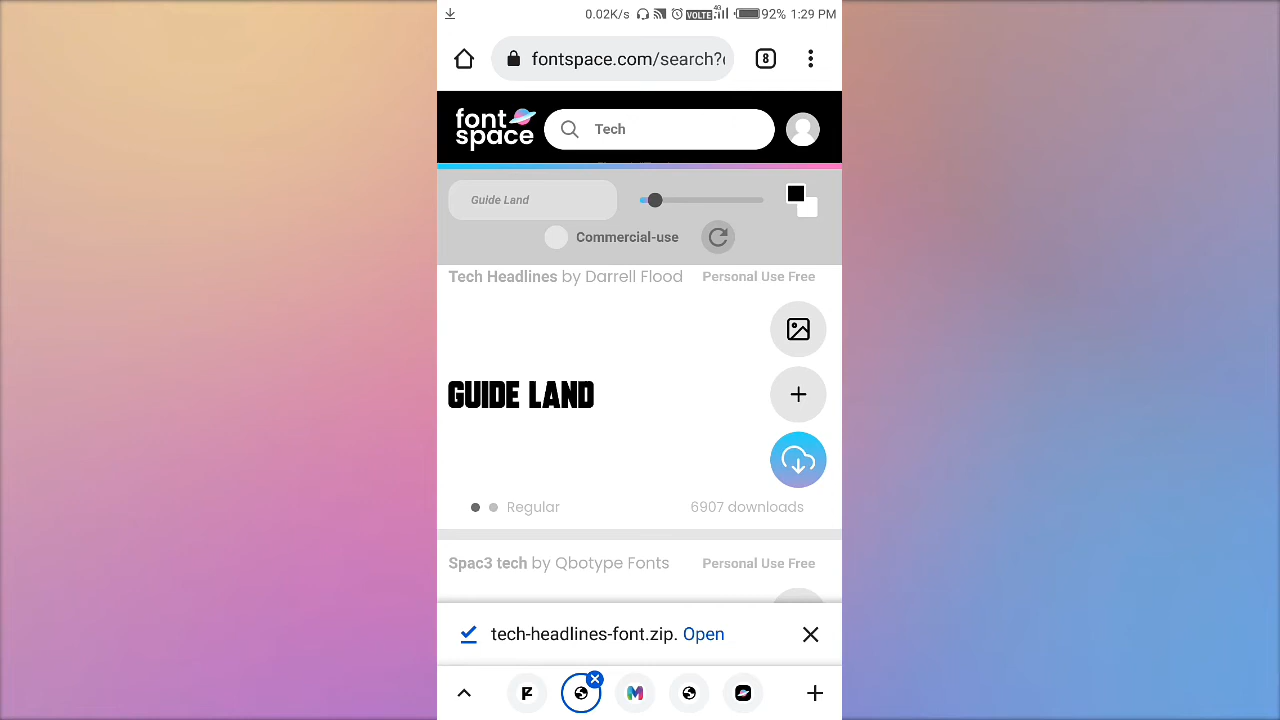 0.02K/s VOLTE 4G 92% 1:29 PM
fontspace.com/search?
8
font space
Tech
Guide Land
Commercial-use
Tech Headlines by Darrell Flood Personal Use Free
GUIDE LAND
Regular 6907 downloads
Spac3 tech by Qbotype Fonts Personal Use Free
tech-headlines-font.zip. Open